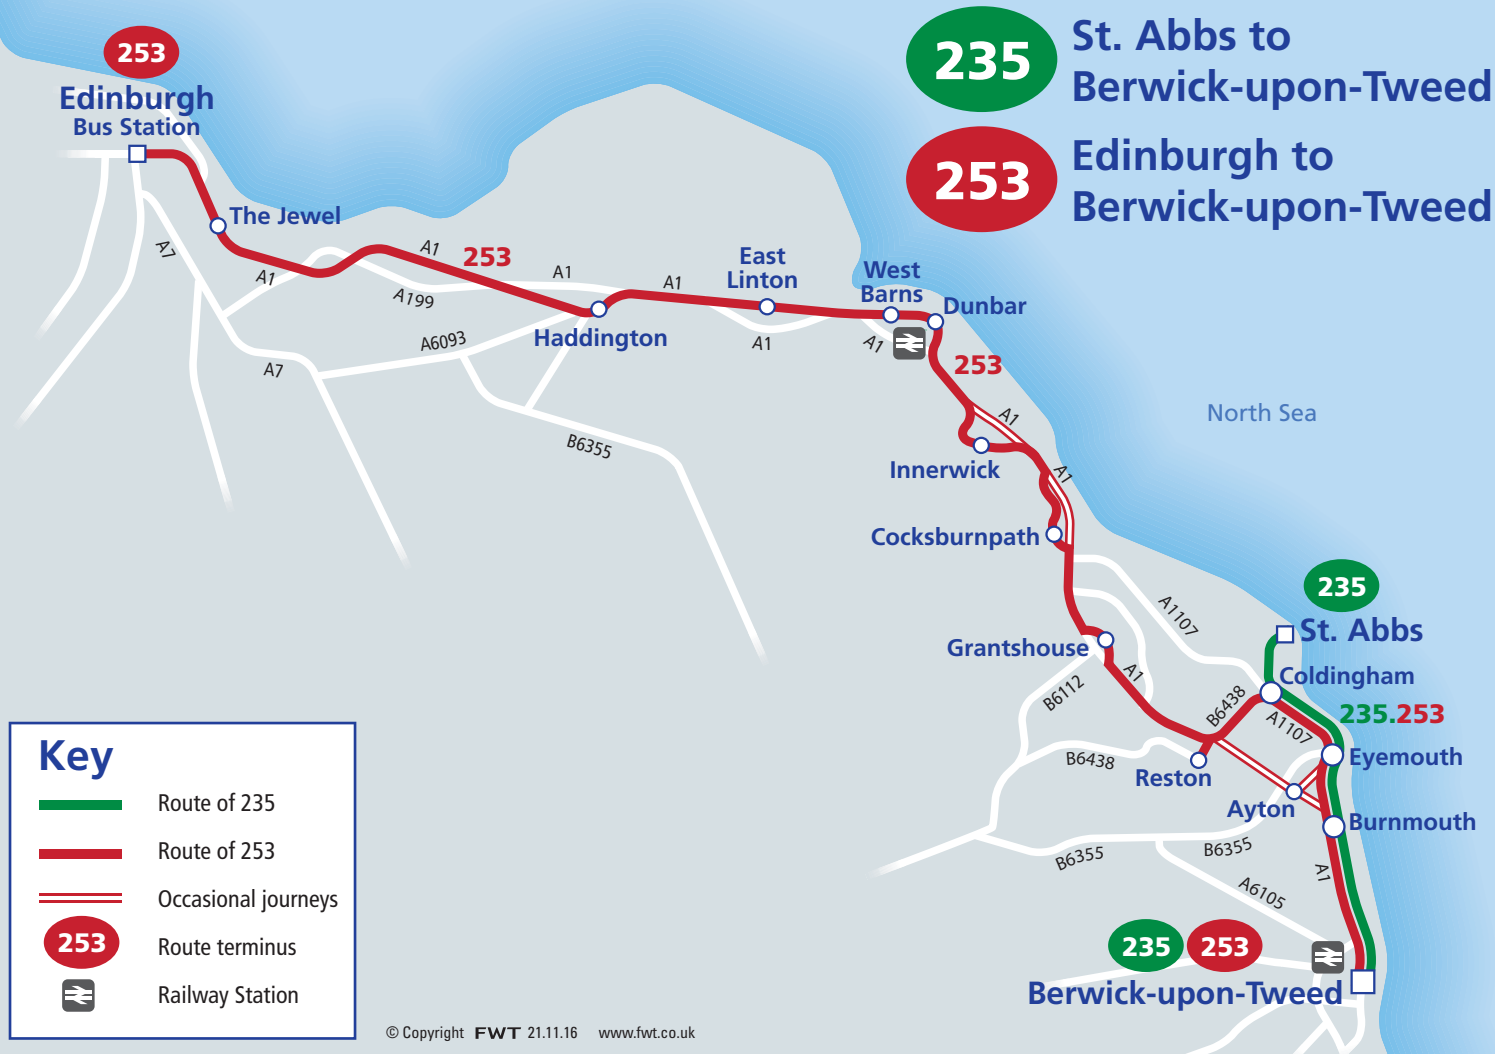 253
Edinburgh
Bus Station
235
St. Abbs to
Berwick-upon-Tweed
253
Edinburgh to
Berwick-upon-Tweed
The Jewel
A7
A1
A1
253
A199
A1
A1
East
Linton
West
Barns
Dunbar
Haddington
A6093
A1
A1
253
A7
B6355
North Sea
A1
Innerwick
A1
Cocksburnpath
235
St. Abbs
A1107
Grantshouse
A1
B6112
Coldingham
B6438
A1107
235.253
Eyemouth
B6438
Reston
Ayton
Burnmouth
B6355
B6355
A1
A6105
235
253
Berwick-upon-Tweed
Key
Route of 235
Route of 253
Occasional journeys
253
Route terminus
Railway Station
© Copyright FWT 21.11.16 www.fwt.co.uk